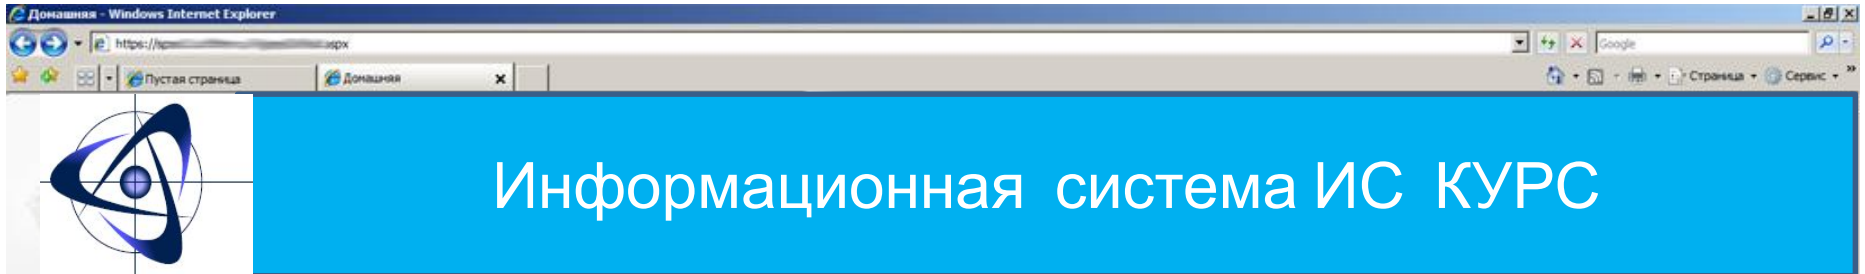 Домашняя - Windows Internet Explorer
https:// aspx
Google
Пустая страница
Домашняя
Страница
Сервис
Информационная система ИС КУРС